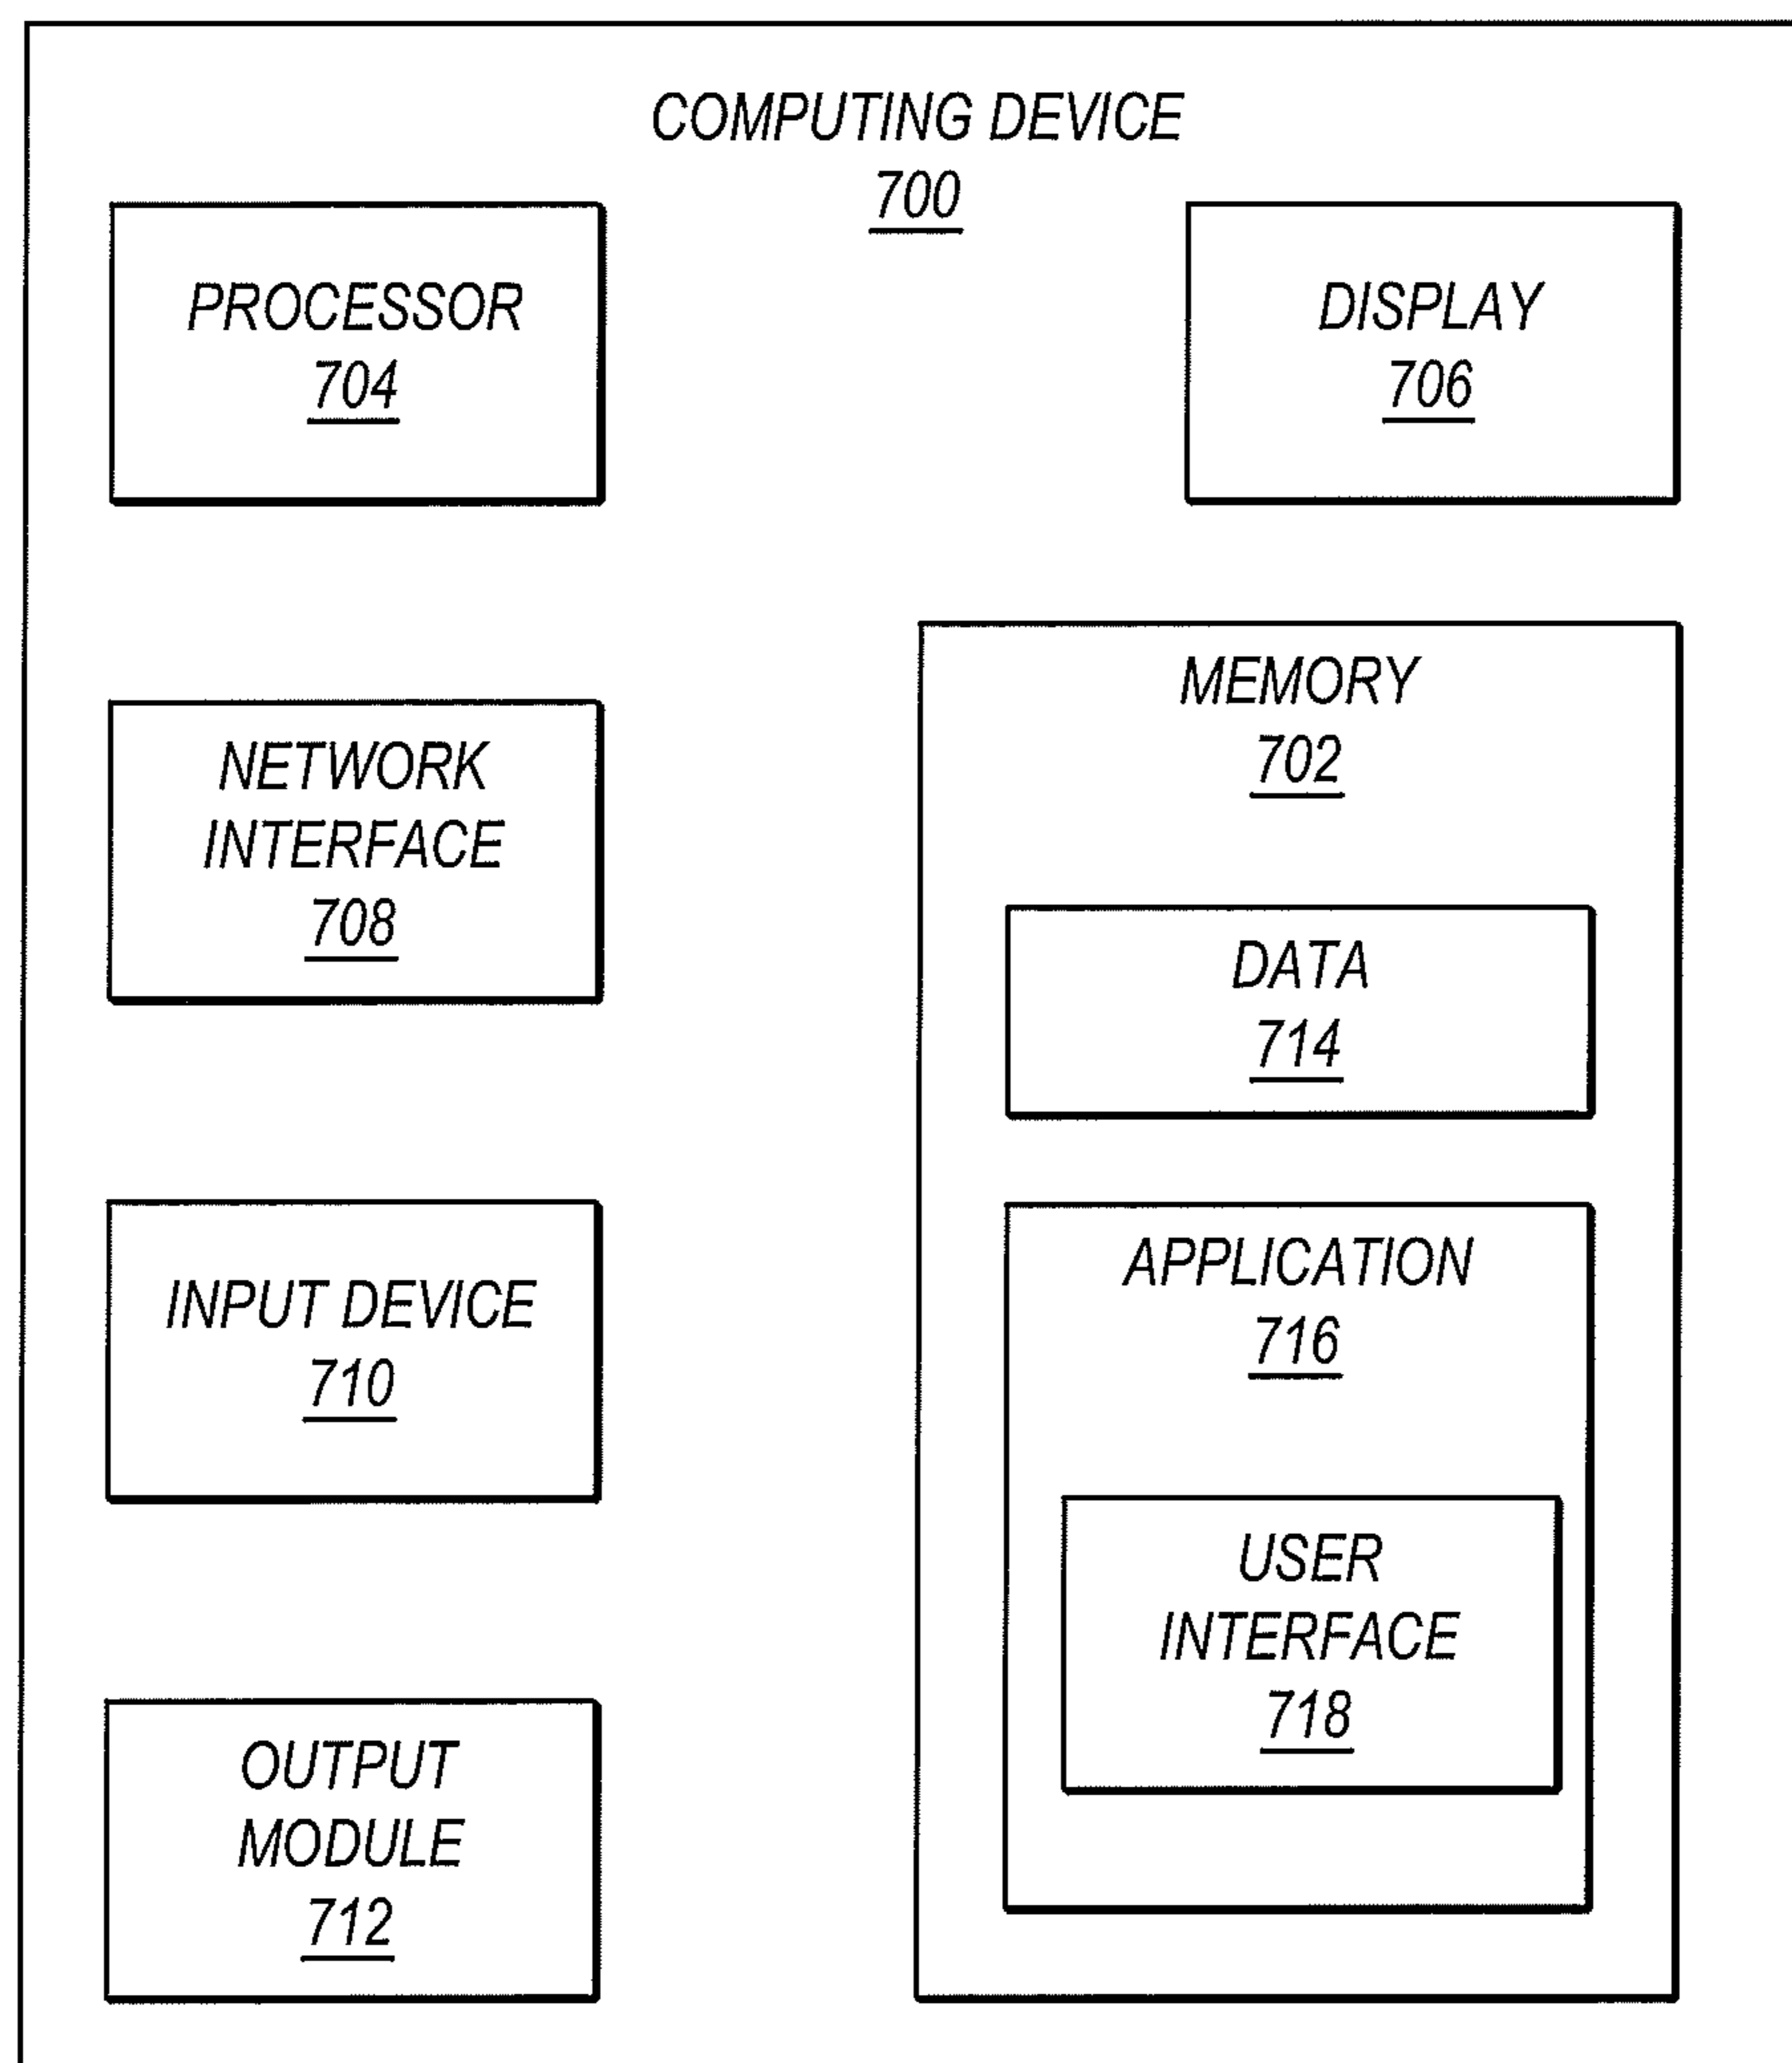 COMPUTING DEVICE
700
PROCESSOR
704
DISPLAY
706
NETWORK
INTERFACE
708
MEMORY
702
DATA
714
INPUT DEVICE
710
APPLICATION
716
USER
INTERFACE
718
OUTPUT
MODULE
712